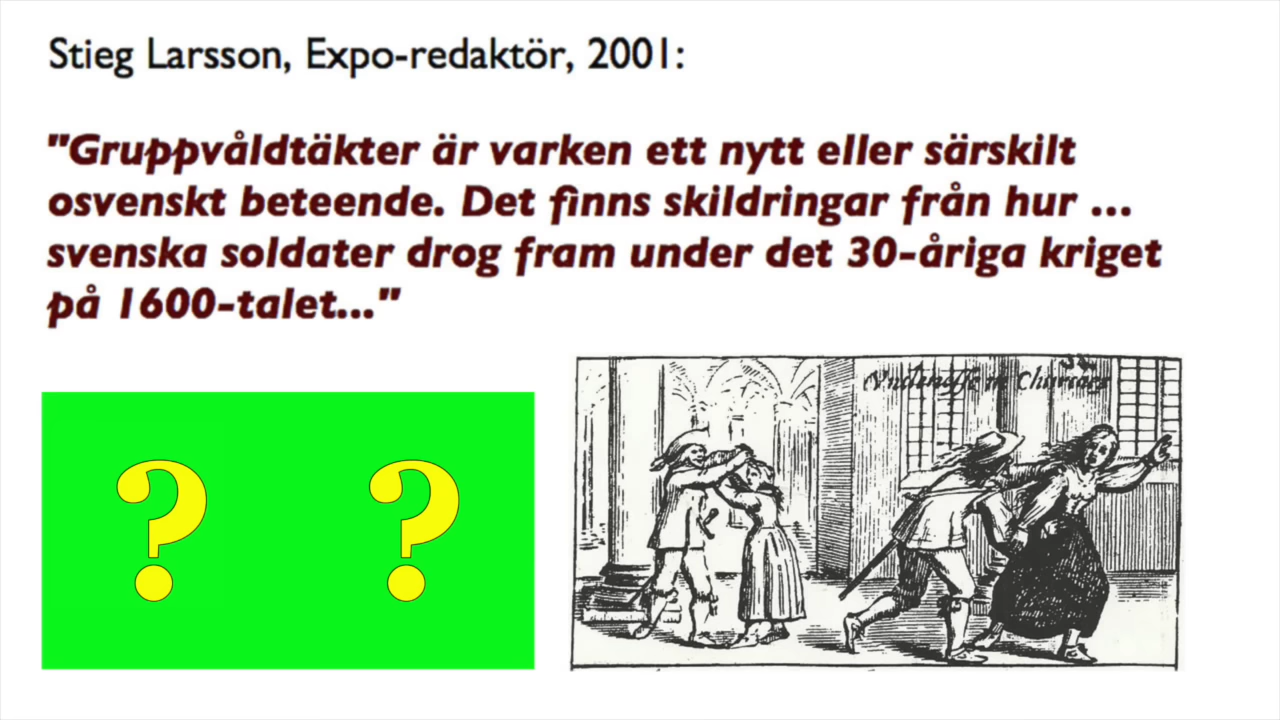 Stieg Larsson, Expo-redaktör, 2001:
"Gruppvåldtäkter är varken ett nytt eller särskilt
osvenskt beteende. Det finns skildringar från hur ...
svenska soldater drog fram under det 30-åriga kriget
på 1600-talet..."
? ?